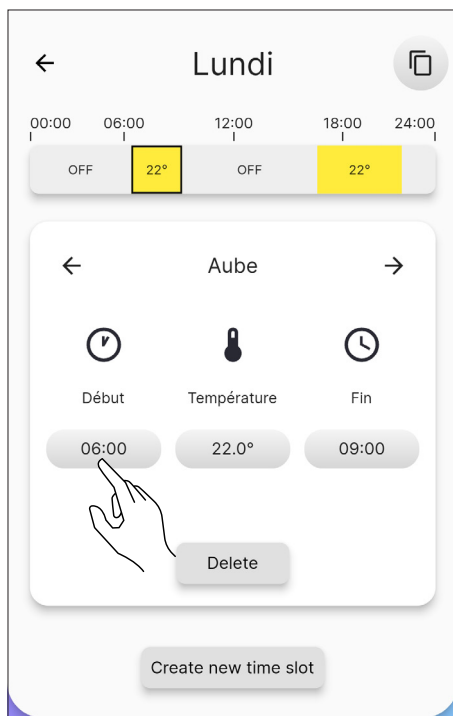 Lundi
00:00 06:00 12:00 18:00 24:00
OFF 22° OFF 22°
Aube
Début Température Fin
06:00 22.0° 09:00
Delete
Create new time slot